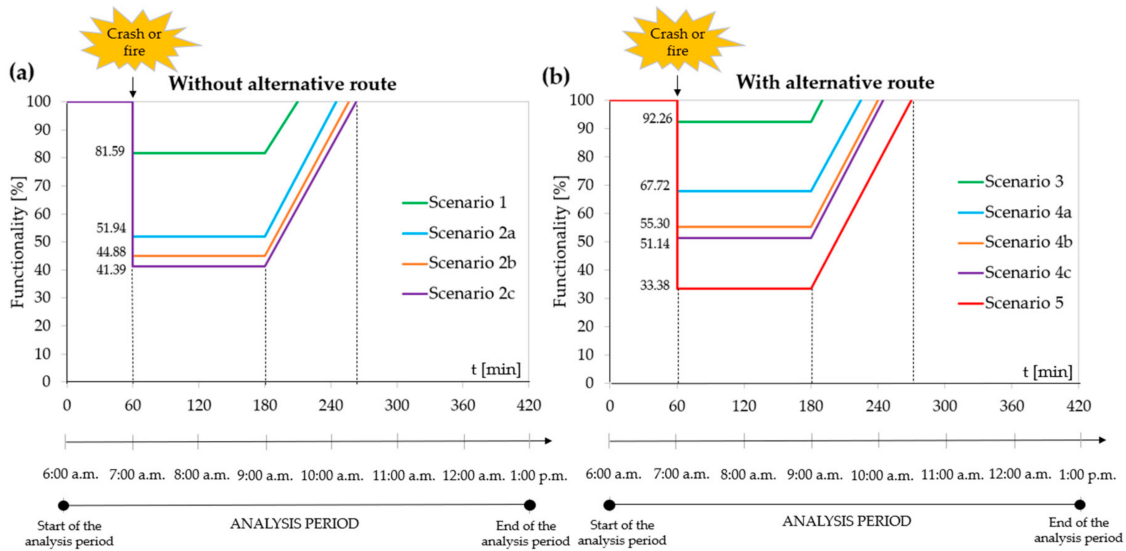 Crash or
fire
(a)
Without alternative route
100
90
80
70
60
50
40
30
20
10
0
Functionality [%]
81.59
51.94
44.88
41.39
Scenario 1
Scenario 2a
Scenario 2b
Scenario 2c
t [min]
0 60 120 180 240 300 360 420
6:00 a.m. 7:00 a.m. 8:00 a.m. 9:00 a.m. 10:00 a.m. 11:00 a.m. 12:00 a.m. 1:00 p.m.
Start of the
analysis period
ANALYSIS PERIOD
End of the
analysis period
Crash or
fire
(b)
With alternative route
100
90
80
70
60
50
40
30
20
10
0
Functionality [%]
92.26
67.72
55.30
51.14
33.38
Scenario 3
Scenario 4a
Scenario 4b
Scenario 4c
Scenario 5
t [min]
0 60 120 180 240 300 360 420
6:00 a.m. 7:00 a.m. 8:00 a.m. 9:00 a.m. 10:00 a.m. 11:00 a.m. 12:00 a.m. 1:00 p.m.
Start of the
analysis period
ANALYSIS PERIOD
End of the
analysis period